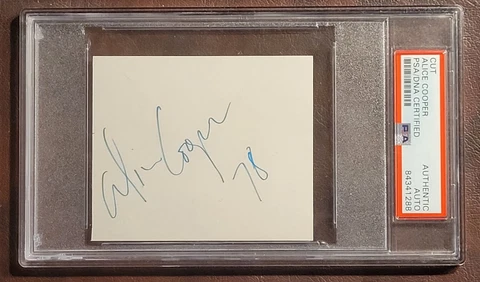 Alice Cooper
78
CUT
ALICE COOPER
PSA/DNA CERTIFIED
PSA
AUTHENTIC
AUTO
84341288